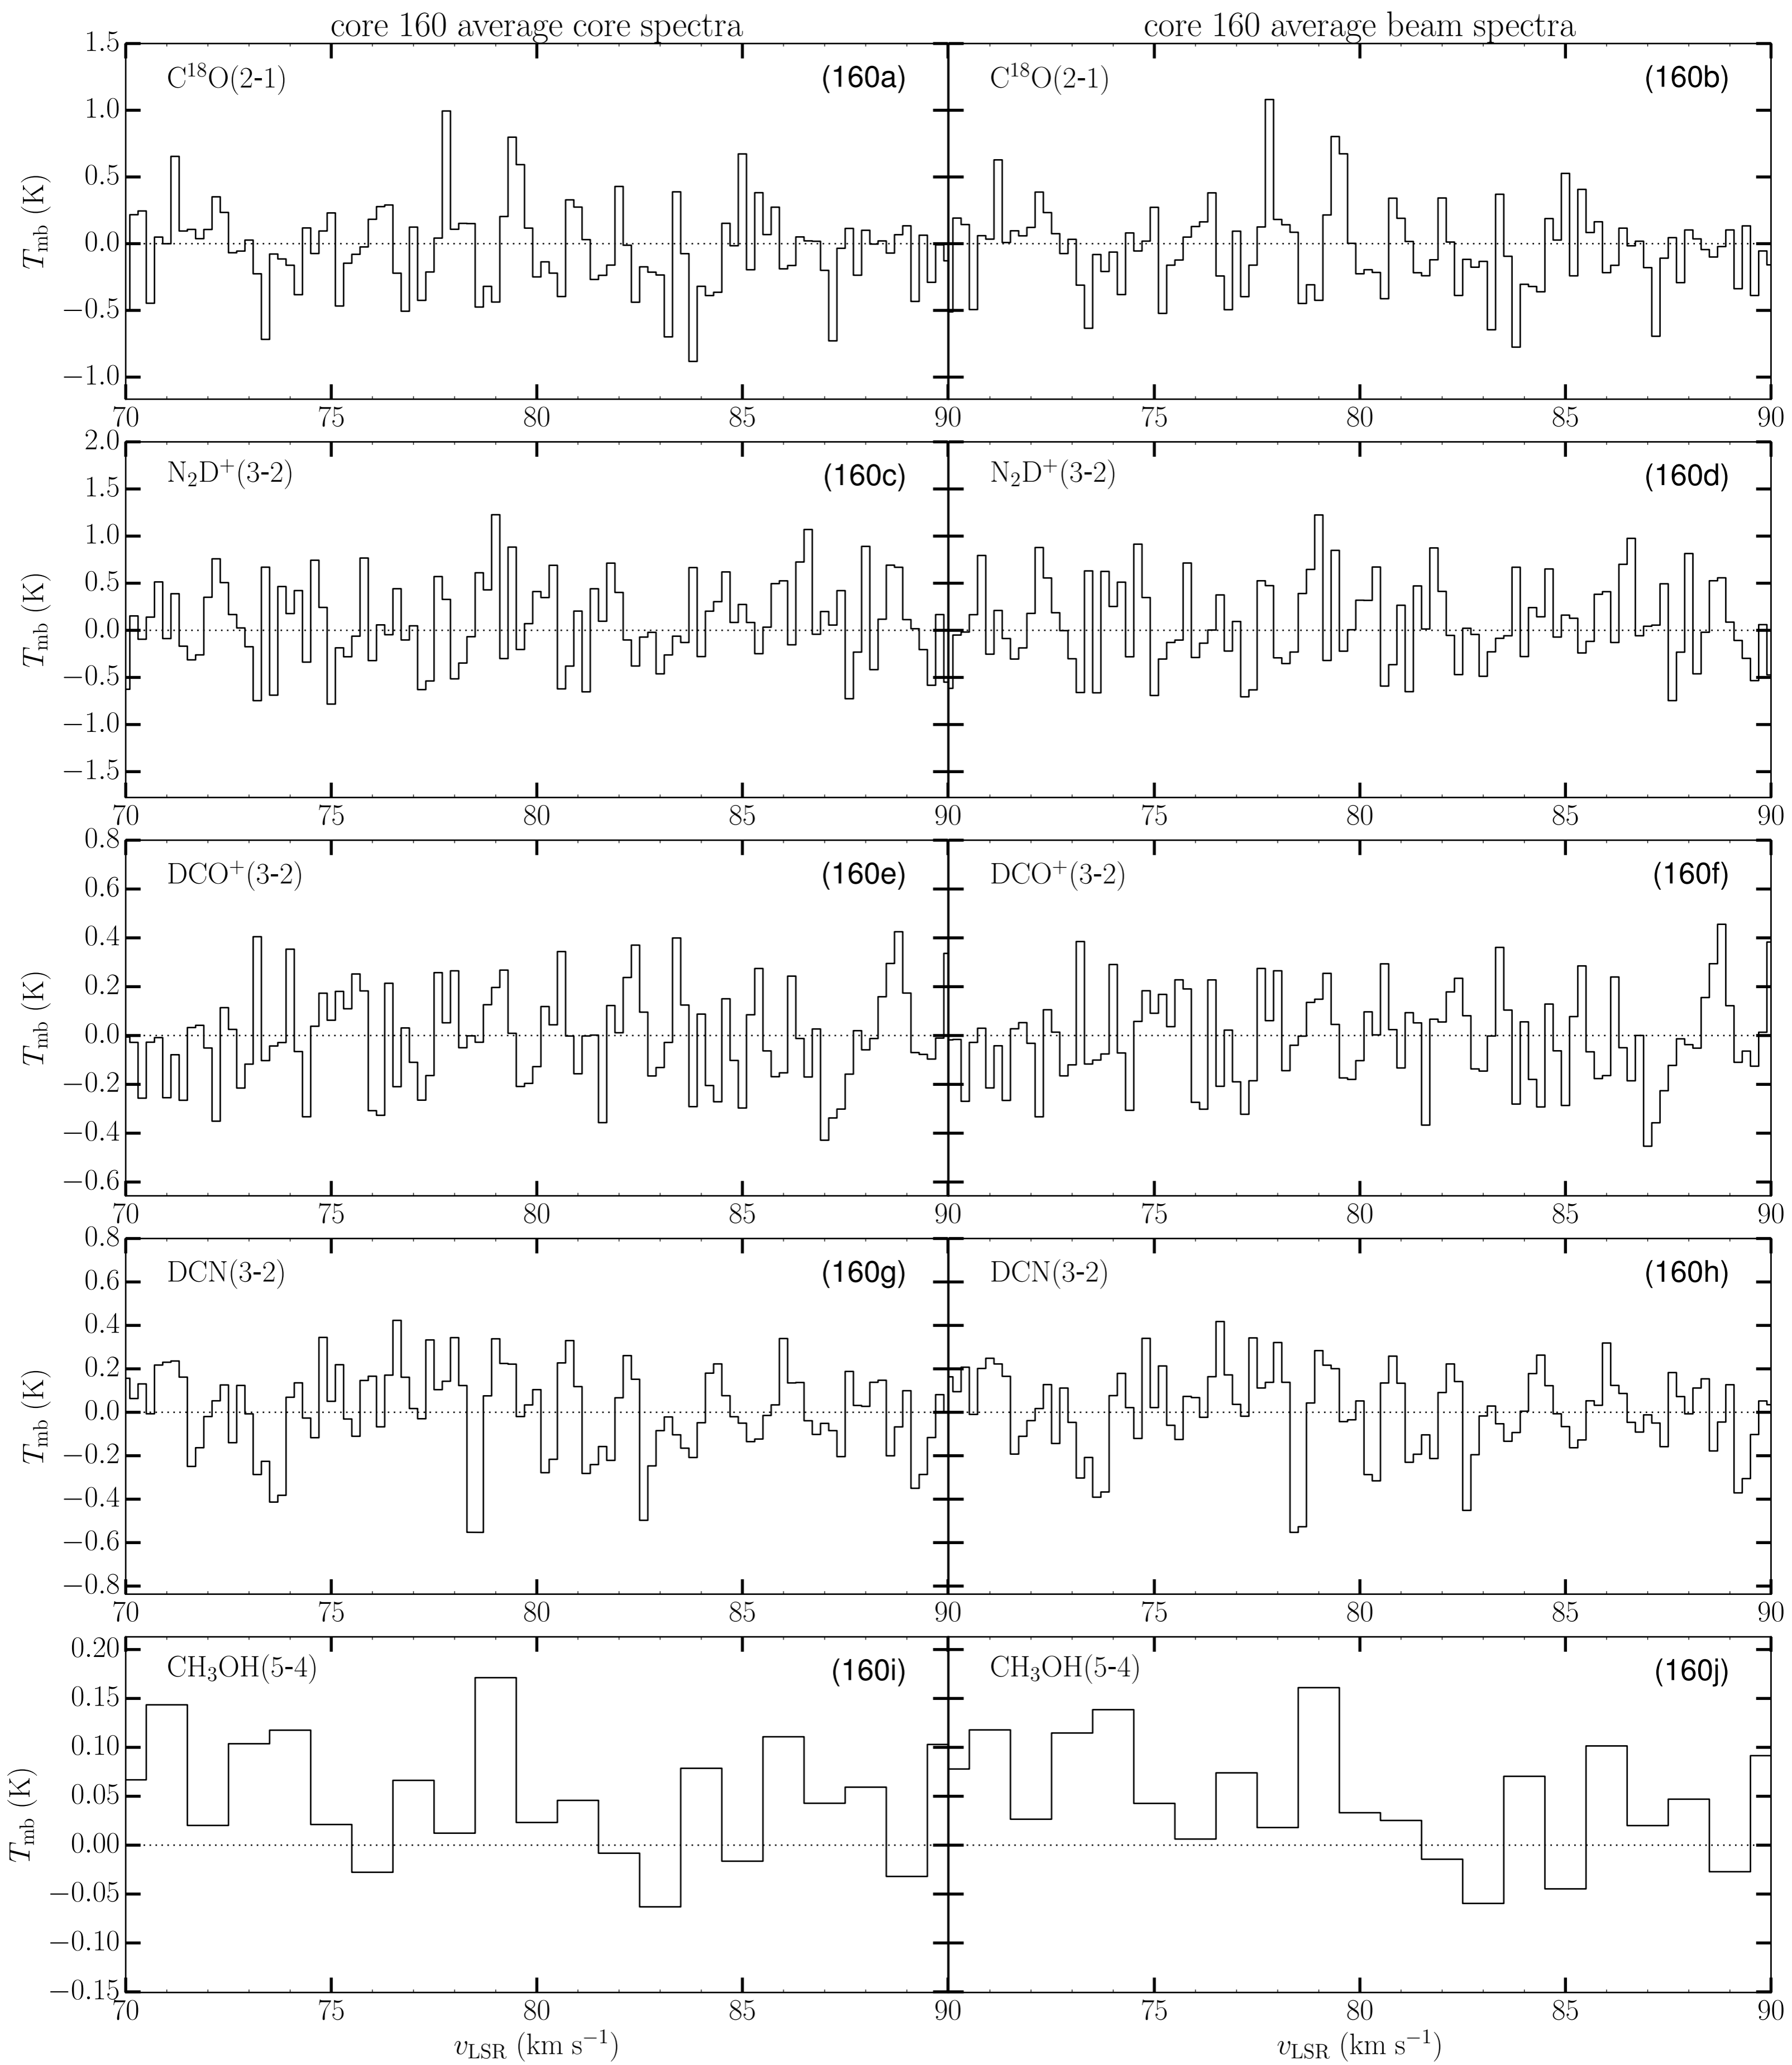 core 160 average core spectra core 160 average beam spectra
C¹⁸O(2-1) (160a) C¹⁸O(2-1) (160b)
1.5
1.0
0.5
0.0
−0.5
−1.0
T_mb (K)
70 75 80 85 90 75 80 85 90
N₂D⁺(3-2) (160c) N₂D⁺(3-2) (160d)
2.0
1.5
1.0
0.5
0.0
−0.5
−1.0
−1.5
T_mb (K)
70 75 80 85 90 75 80 85 90
DCO⁺(3-2) (160e) DCO⁺(3-2) (160f)
0.8
0.6
0.4
0.2
0.0
−0.2
−0.4
−0.6
T_mb (K)
70 75 80 85 90 75 80 85 90
DCN(3-2) (160g) DCN(3-2) (160h)
0.8
0.6
0.4
0.2
0.0
−0.2
−0.4
−0.6
−0.8
T_mb (K)
70 75 80 85 90 75 80 85 90
CH₃OH(5-4) (160i) CH₃OH(5-4) (160j)
0.20
0.15
0.10
0.05
0.00
−0.05
−0.10
−0.15
T_mb (K)
70 75 80 85 90 75 80 85 90
v_LSR (km s⁻¹) v_LSR (km s⁻¹)